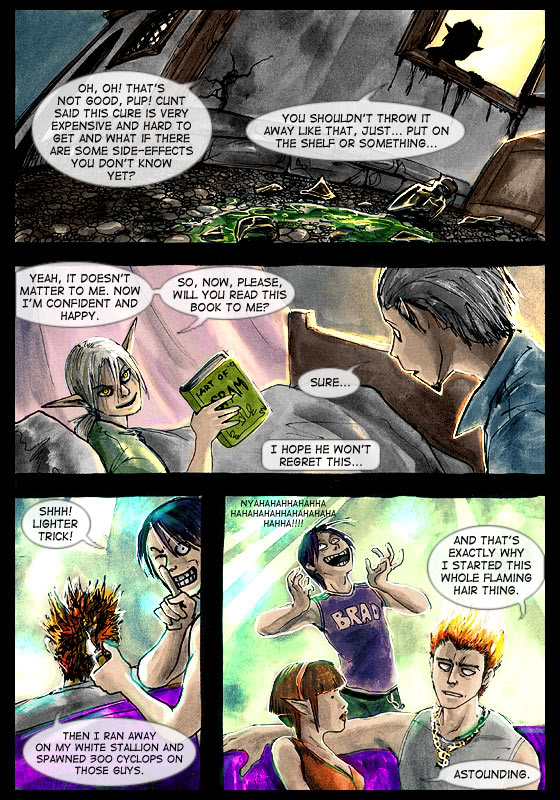 OH, OH! THAT'S
NOT GOOD, PUP! CLINT
SAID THIS CURE IS VERY
EXPENSIVE AND HARD TO
GET AND WHAT IF THERE
ARE SOME SIDE-EFFECTS
YOU DON'T KNOW
YET?
YOU SHOULDN'T THROW IT
AWAY LIKE THAT, JUST... PUT ON
THE SHELF OR SOMETHING...
YEAH, IT DOESN'T
MATTER TO ME. NOW
I'M CONFIDENT AND
HAPPY.
SO, NOW, PLEASE,
WILL YOU READ THIS
BOOK TO ME?
ART OF
SURE...
I HOPE HE WON'T
REGRET THIS...
SHHH!
LIGHTER
TRICK!
THEN I RAN AWAY
ON MY WHITE STALLION AND
SPAWNED 300 CYCLOPS ON
THOSE GUYS.
NYAHAHAHHAHAHHA
HAHAHAHAHHAHAHAHAHA
HAHHA!!!!
BRAD
AND THAT'S
EXACTLY WHY
I STARTED THIS
WHOLE FLAMING
HAIR THING.
ASTOUNDING.